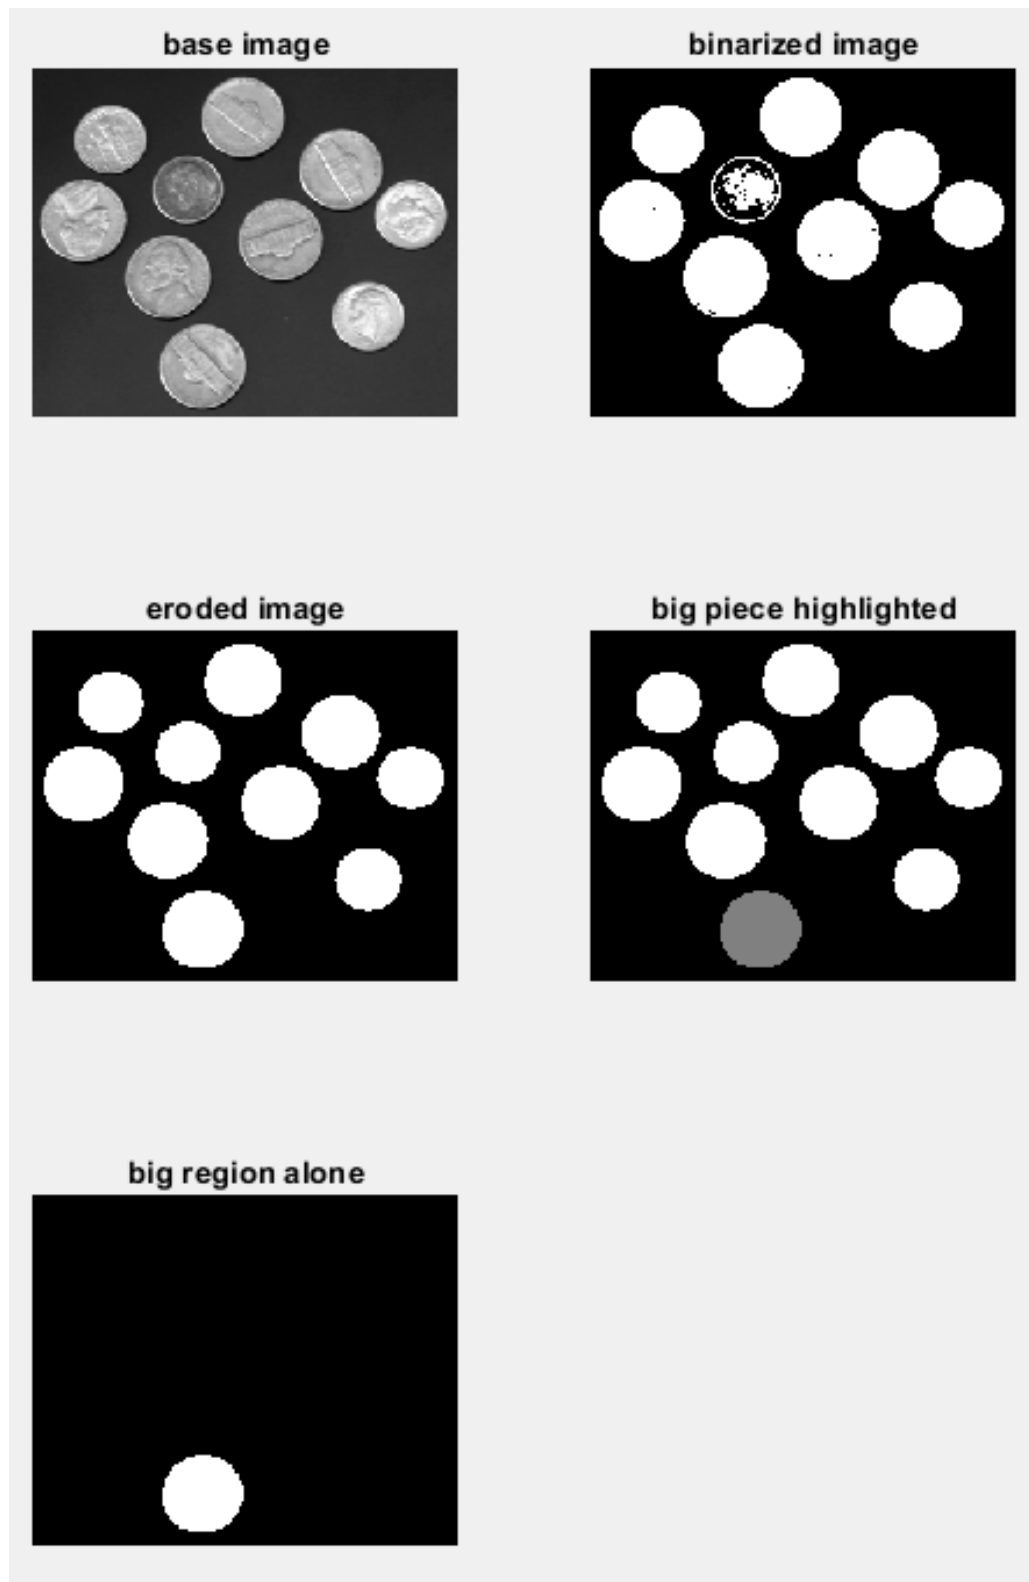 base image
binarized image
eroded image
big piece highlighted
big region alone